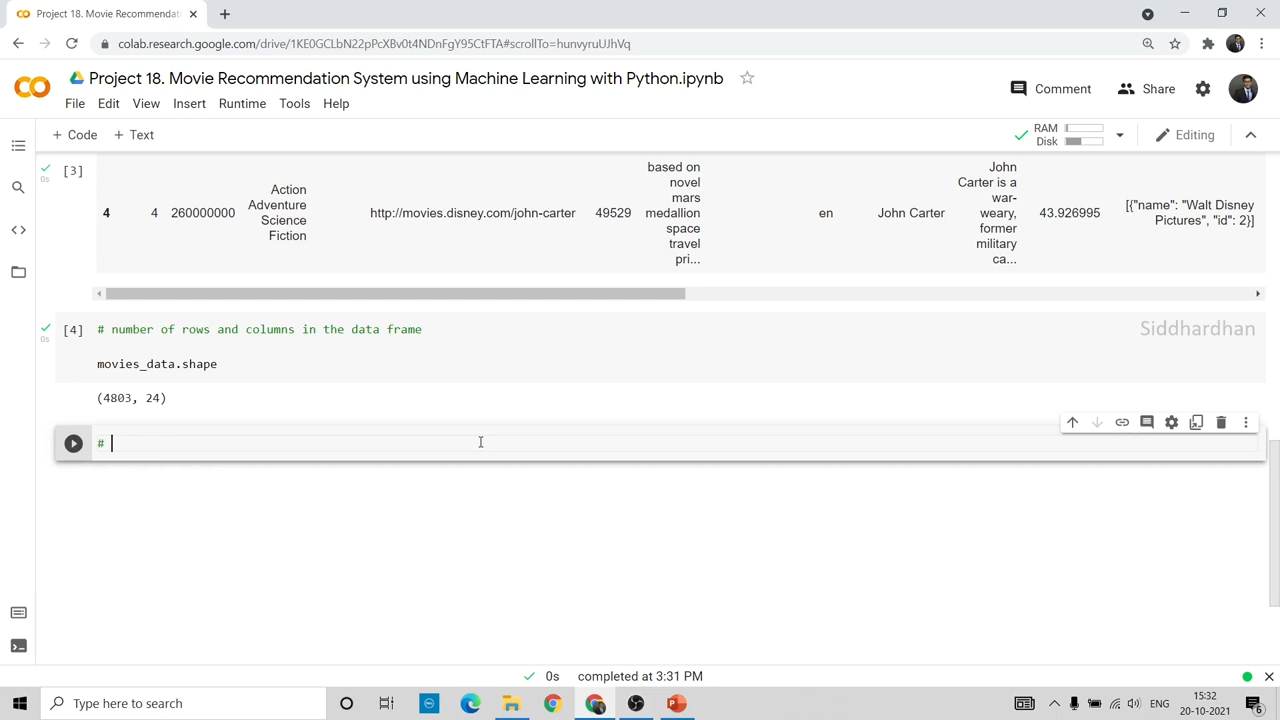 Project 18. Movie Recommendat
colab.research.google.com/drive/1KE0GCLbN22pPcXBv0t4NDnFgY95CtFTA#scrollTo=hunvyruUJhVq
Project 18. Movie Recommendation System using Machine Learning with Python.ipynb
Comment
Share
File Edit View Insert Runtime Tools Help
+ Code + Text
RAM
Disk
Editing
[3]
4 4 260000000
Action
Adventure
Science
Fiction
http://movies.disney.com/john-carter 49529
based on
novel
mars
medallion
space
travel
pri...
en John Carter
John
Carter is a
war-
weary,
former
military
ca...
43.926995
[{"name": "Walt Disney
Pictures", "id": 2}]
0s
[4] # number of rows and columns in the data frame
Siddhardhan
0s
movies_data.shape
(4803, 24)
#
0s completed at 3:31 PM
Type here to search
ENG
15:32
20-10-2021
6